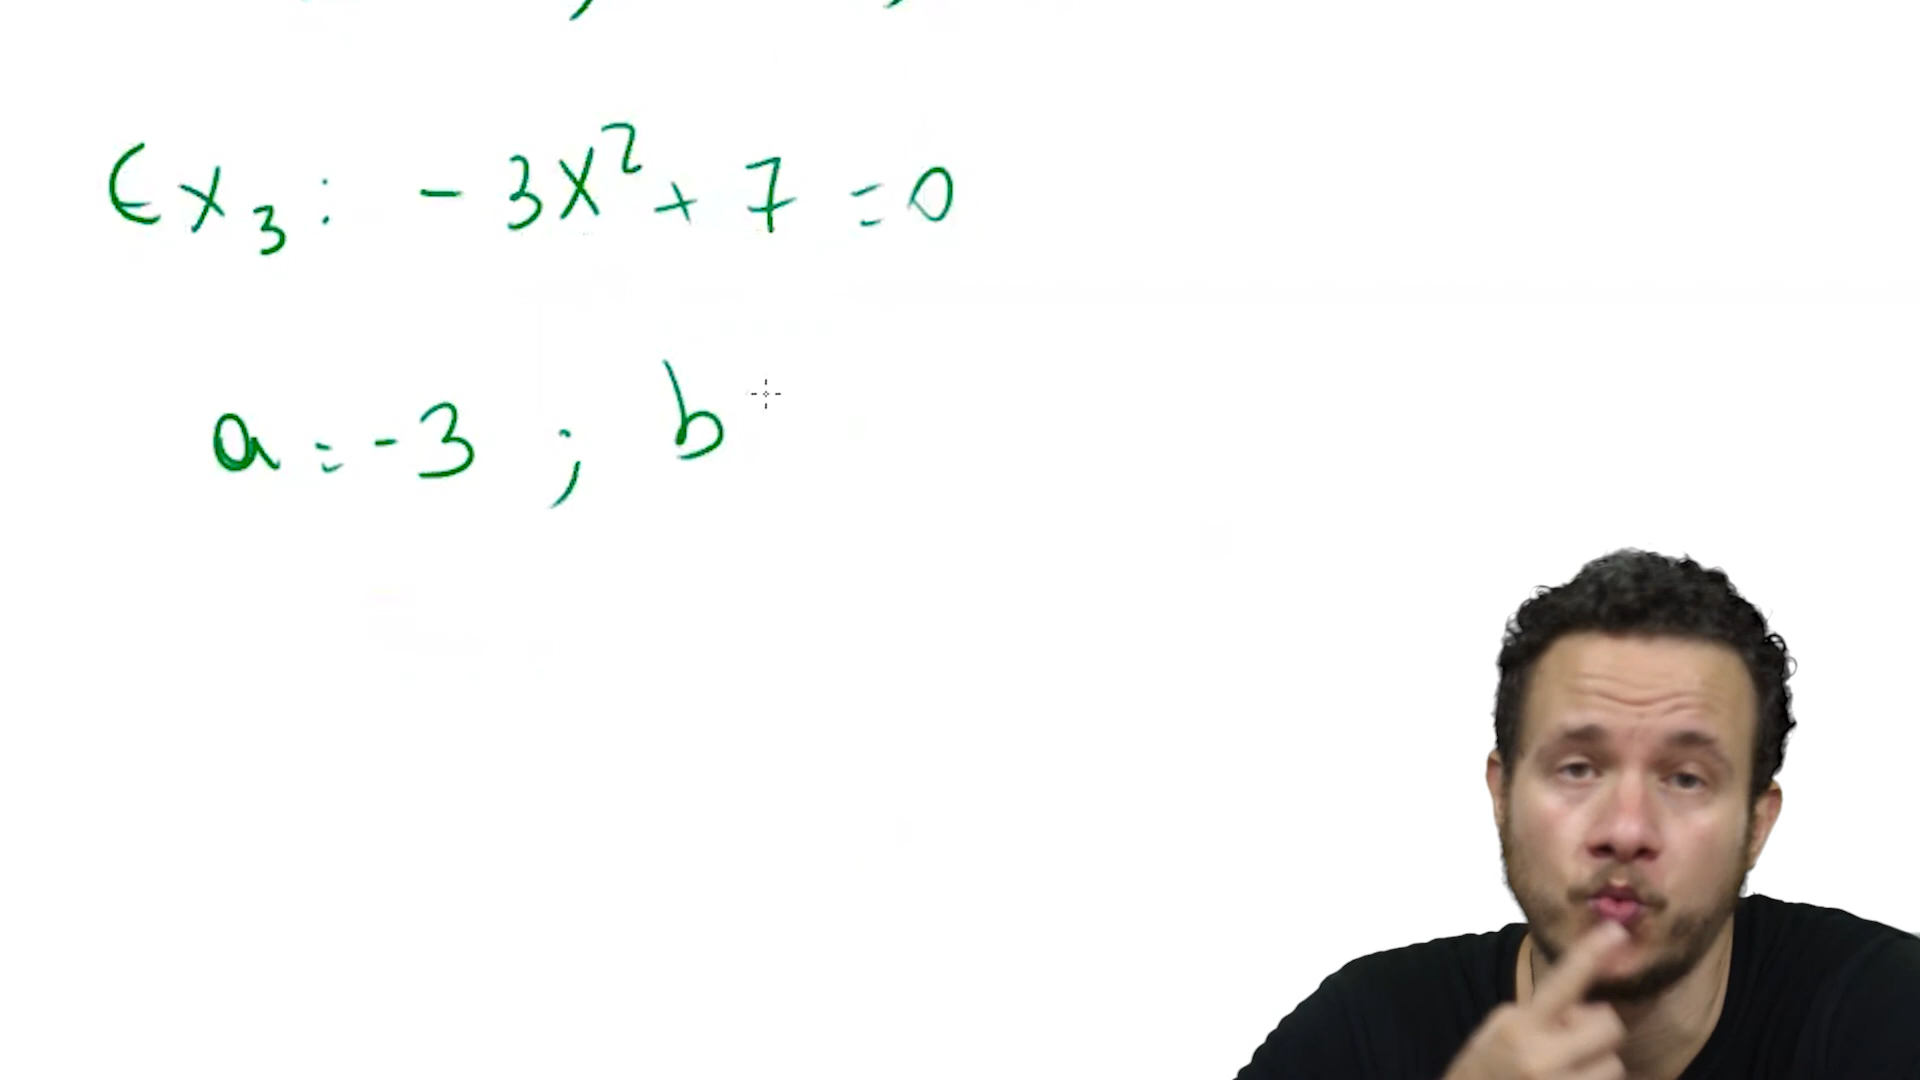 Ex₃: - 3x² + 7 = 0
a = -3 ; b